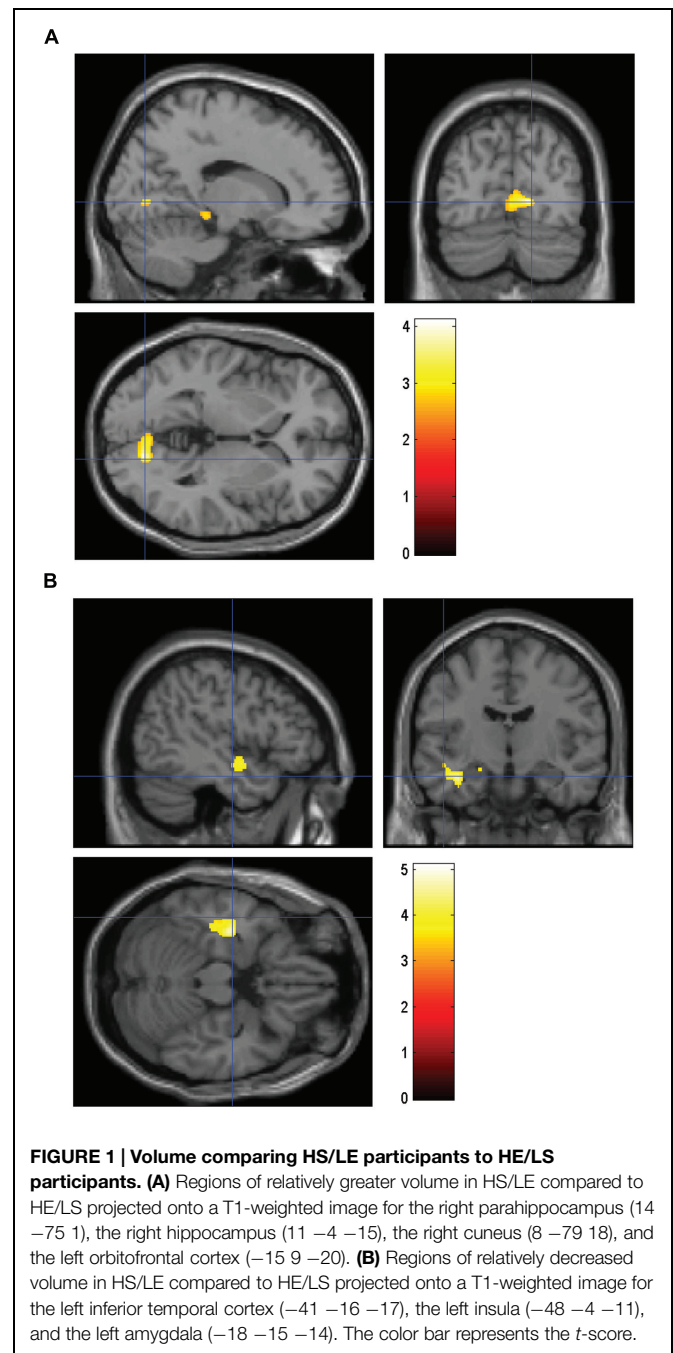 A
4
3
2
1
0
B
5
4
3
2
1
0
FIGURE 1 | Volume comparing HS/LE participants to HE/LS
participants. (A) Regions of relatively greater volume in HS/LE compared to
HE/LS projected onto a T1-weighted image for the right parahippocampus (14
−75 1), the right hippocampus (11 −4 −15), the right cuneus (8 −79 18), and
the left orbitofrontal cortex (−15 9 −20). (B) Regions of relatively decreased
volume in HS/LE compared to HE/LS projected onto a T1-weighted image for
the left inferior temporal cortex (−41 −16 −17), the left insula (−48 −4 −11),
and the left amygdala (−18 −15 −14). The color bar represents the t-score.